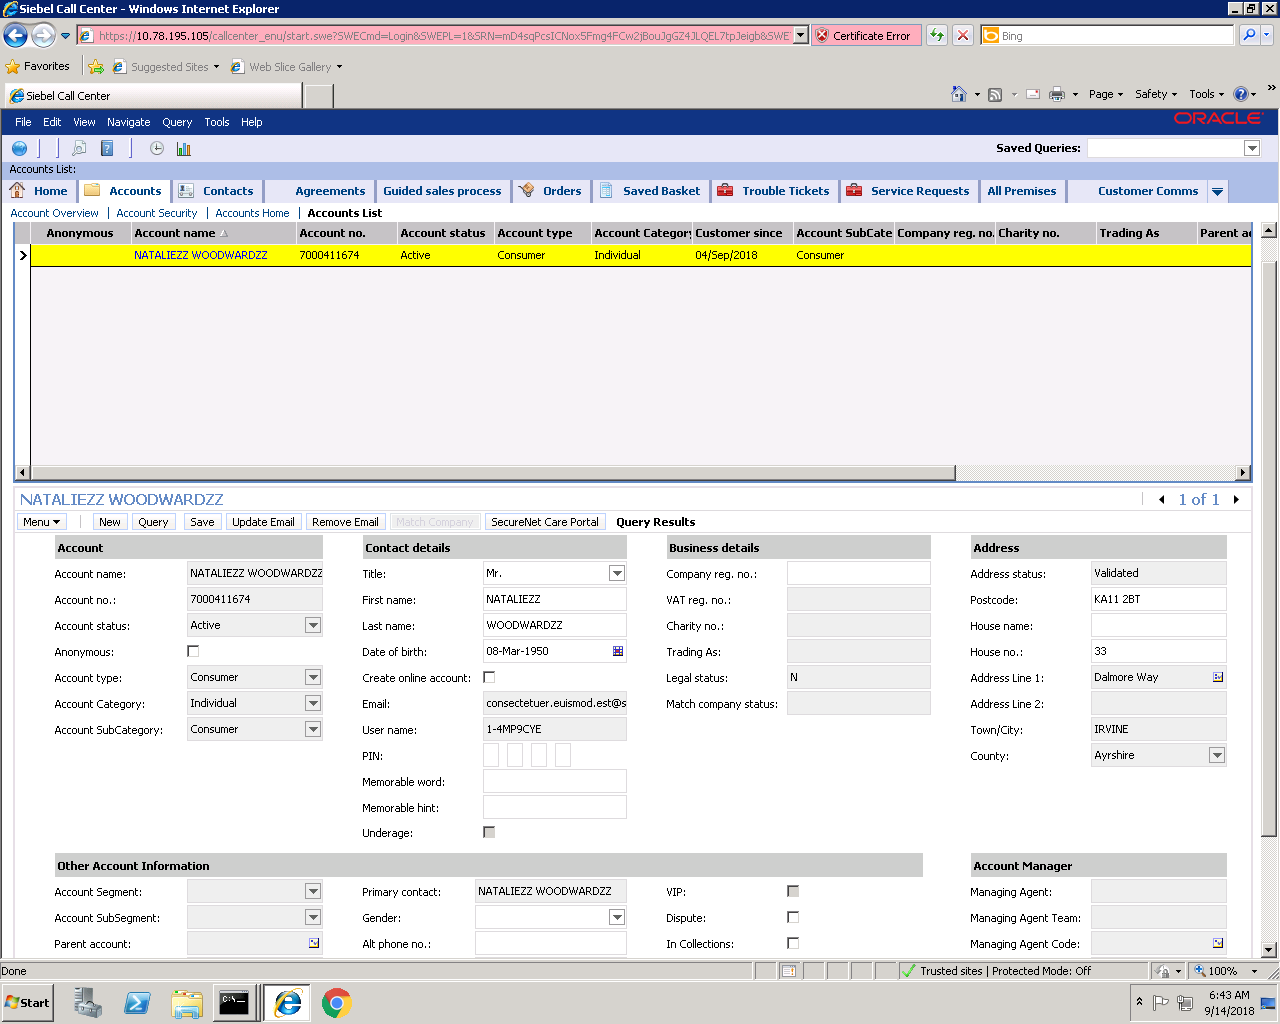 Siebel Call Center - Windows Internet Explorer
https://10.78.195.105/callcenter_enu/start.swe?SWECmd=Login&SWEPL=1&SRN=mD4sqPcsICNox5Fmg4FCw2jBouJgGZ4JLQEL7tpJeigb&SWE Certificate Error Bing
Favorites Suggested Sites Web Slice Gallery
Siebel Call Center Page Safety Tools
File Edit View Navigate Query Tools Help ORACLE
Saved Queries:
Accounts List:
Home Accounts Contacts Agreements Guided sales process Orders Saved Basket Trouble Tickets Service Requests All Premises Customer Comms
Account Overview Account Security Accounts Home Accounts List
Anonymous Account name Account no. Account status Account type Account Category Customer since Account SubCate Company reg. no. Charity no. Trading As Parent ac
NATALIEZZ WOODWARDZZ 7000411674 Active Consumer Individual 04/Sep/2018 Consumer
NATALIEZZ WOODWARDZZ 1 of 1
Menu New Query Save Update Email Remove Email Match Company SecureNet Care Portal Query Results
Account Contact details Business details Address
Account name: NATALIEZZ WOODWARDZZ Title: Mr. Company reg. no.: Address status: Validated
Account no.: 7000411674 First name: NATALIEZZ VAT reg. no.: Postcode: KA11 2BT
Account status: Active Last name: WOODWARDZZ Charity no.: House name:
Anonymous: Date of birth: 08-Mar-1950 Trading As: House no.: 33
Account type: Consumer Create online account: Legal status: N Address Line 1: Dalmore Way
Account Category: Individual Email: consectetuer.euismod.est@s Match company status: Address Line 2:
Account SubCategory: Consumer User name: 1-4MP9CYE Town/City: IRVINE
PIN: County: Ayrshire
Memorable word:
Memorable hint:
Underage:
Other Account Information Account Manager
Account Segment: Primary contact: NATALIEZZ WOODWARDZZ VIP: Managing Agent:
Account SubSegment: Gender: Dispute: Managing Agent Team:
Parent account: Alt phone no.: In Collections: Managing Agent Code:
Done Trusted sites | Protected Mode: Off 100%
Start 6:43 AM
9/14/2018